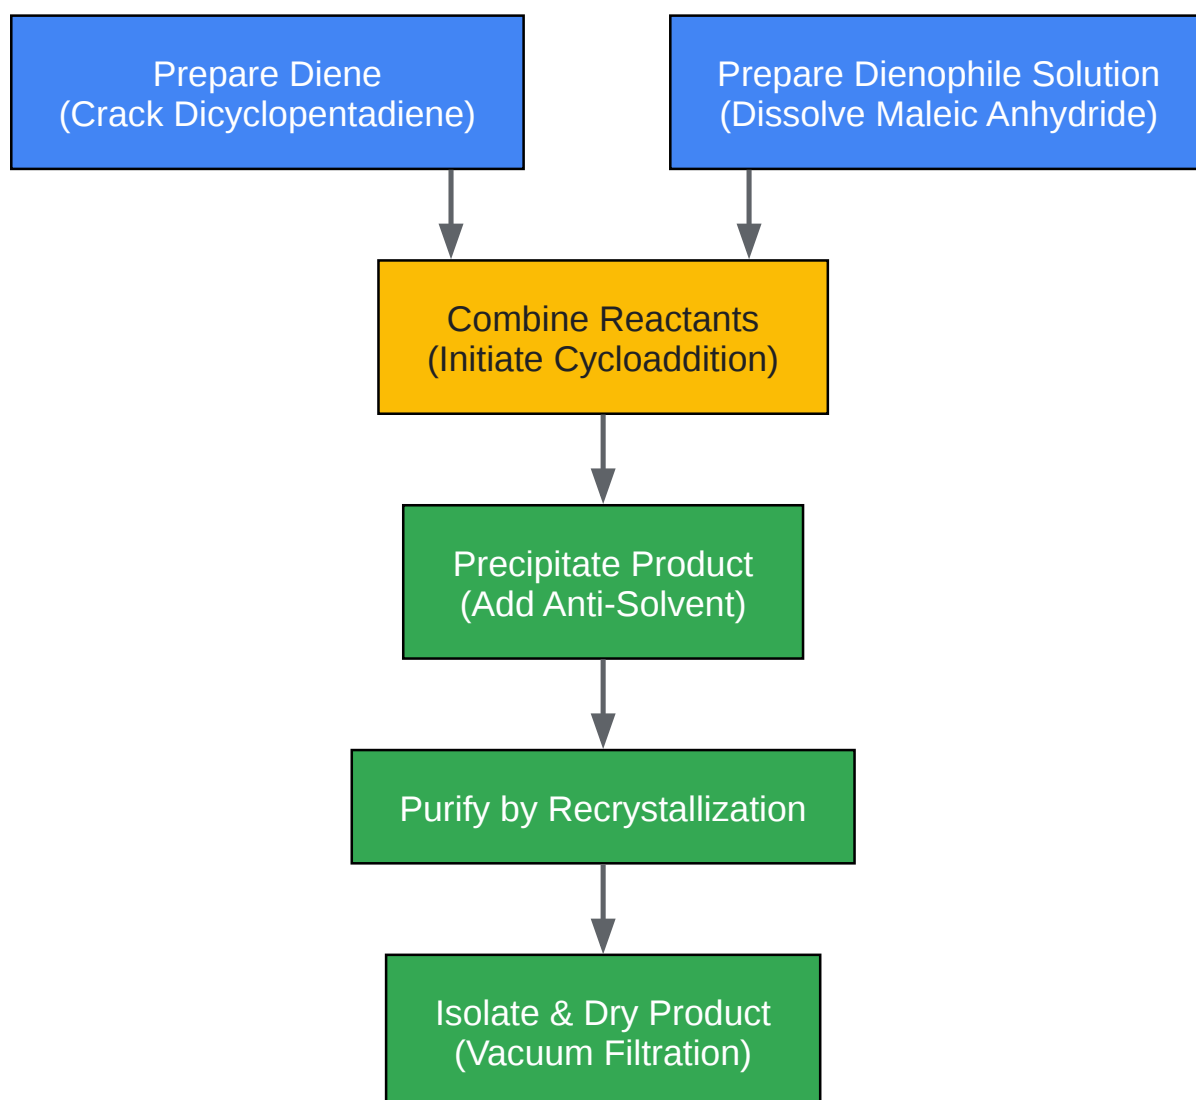 Prepare Diene
(Crack Dicyclopentadiene)
Prepare Dienophile Solution
(Dissolve Maleic Anhydride)
Combine Reactants
(Initiate Cycloaddition)
Precipitate Product
(Add Anti-Solvent)
Purify by Recrystallization
Isolate & Dry Product
(Vacuum Filtration)